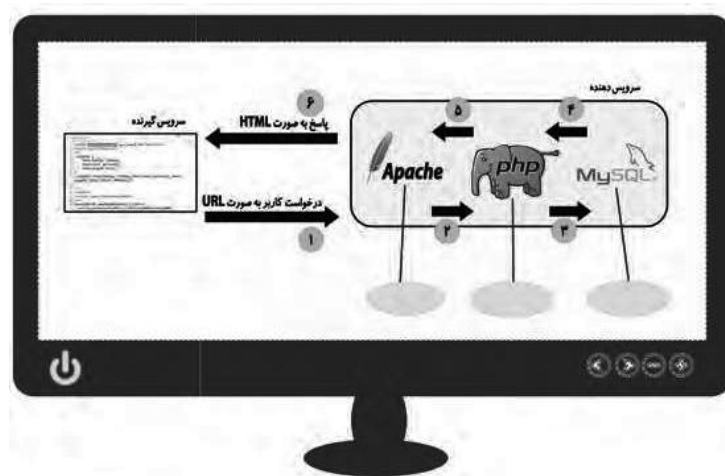 سرویس دهنده
۶
۵
۴
پاسخ به صورت HTML
سرویس گیرنده
Apache
php
MySQL
درخواست کاربر به صورت URL
۱
۲
۳